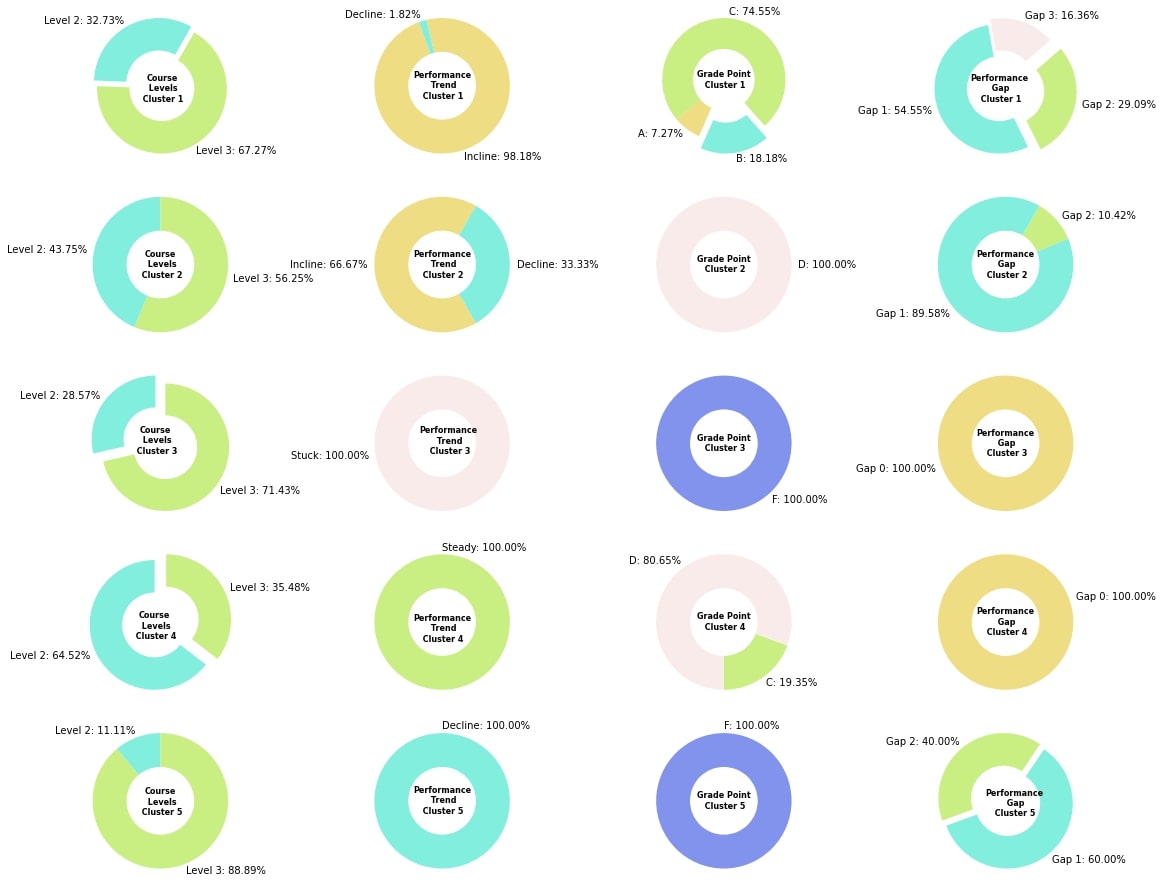 Level 2: 32.73%
Course
Levels
Cluster 1
Level 3: 67.27%
Decline: 1.82%
Performance
Trend
Cluster 1
Incline: 98.18%
C: 74.55%
Grade Point
Cluster 1
A: 7.27%
B: 18.18%
Gap 3: 16.36%
Performance
Gap
Cluster 1
Gap 1: 54.55%
Gap 2: 29.09%
Level 2: 43.75%
Course
Levels
Cluster 2
Level 3: 56.25%
Incline: 66.67%
Performance
Trend
Cluster 2
Decline: 33.33%
Grade Point
Cluster 2
D: 100.00%
Gap 2: 10.42%
Performance
Gap
Cluster 2
Gap 1: 89.58%
Level 2: 28.57%
Course
Levels
Cluster 3
Level 3: 71.43%
Performance
Trend
Cluster 3
Stuck: 100.00%
Grade Point
Cluster 3
F: 100.00%
Performance
Gap
Cluster 3
Gap 0: 100.00%
Level 3: 35.48%
Course
Levels
Cluster 4
Level 2: 64.52%
Steady: 100.00%
Performance
Trend
Cluster 4
D: 80.65%
Grade Point
Cluster 4
C: 19.35%
Gap 0: 100.00%
Performance
Gap
Cluster 4
Level 2: 11.11%
Course
Levels
Cluster 5
Level 3: 88.89%
Decline: 100.00%
Performance
Trend
Cluster 5
F: 100.00%
Grade Point
Cluster 5
Gap 2: 40.00%
Performance
Gap
Cluster 5
Gap 1: 60.00%